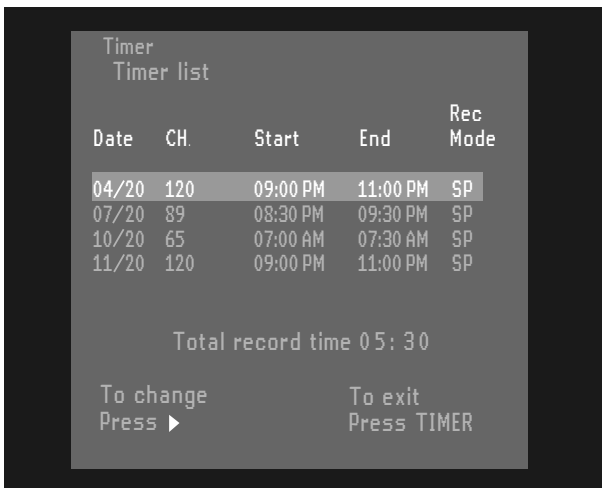 Timer
Timer list
Rec
Date CH. Start End Mode
04/20 120 09:00 PM 11:00 PM SP
07/20 89 08:30 PM 09:30 PM SP
10/20 65 07:00 AM 07:30 AM SP
11/20 120 09:00 PM 11:00 PM SP
Total record time 05:30
To change To exit
Press ▶ Press TIMER